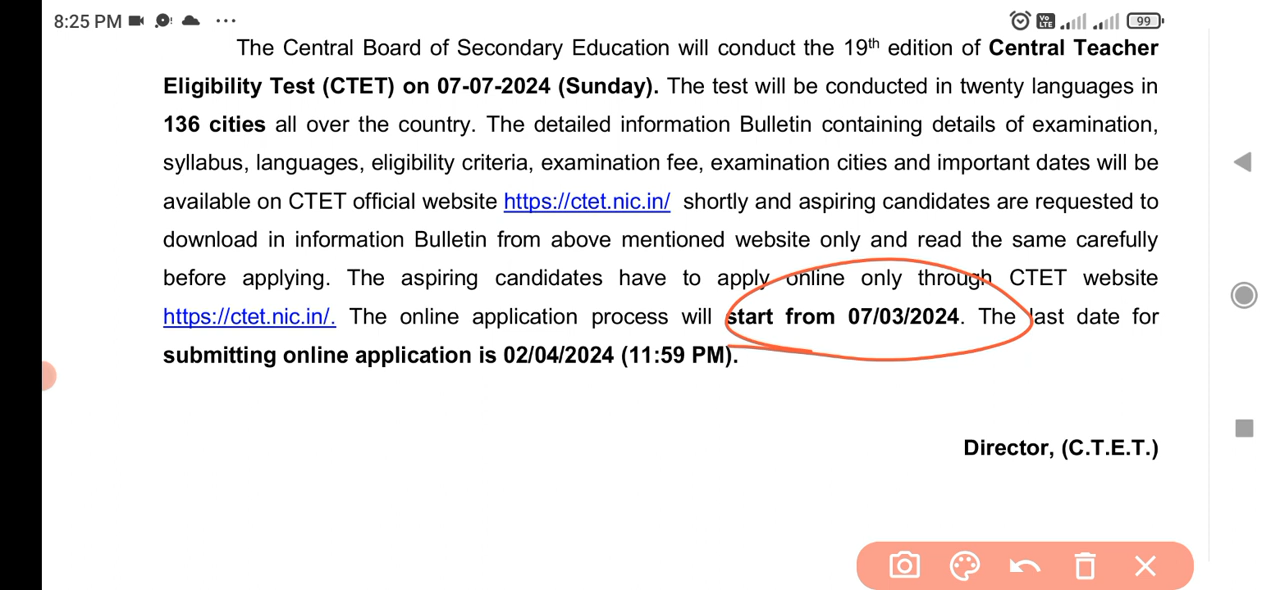 8:25 PM
99
The Central Board of Secondary Education will conduct the 19th edition of Central Teacher
Eligibility Test (CTET) on 07-07-2024 (Sunday). The test will be conducted in twenty languages in
136 cities all over the country. The detailed information Bulletin containing details of examination,
syllabus, languages, eligibility criteria, examination fee, examination cities and important dates will be
available on CTET official website https://ctet.nic.in/ shortly and aspiring candidates are requested to
download in information Bulletin from above mentioned website only and read the same carefully
before applying. The aspiring candidates have to apply online only through CTET website
https://ctet.nic.in/. The online application process will start from 07/03/2024. The last date for
submitting online application is 02/04/2024 (11:59 PM).
Director, (C.T.E.T.)